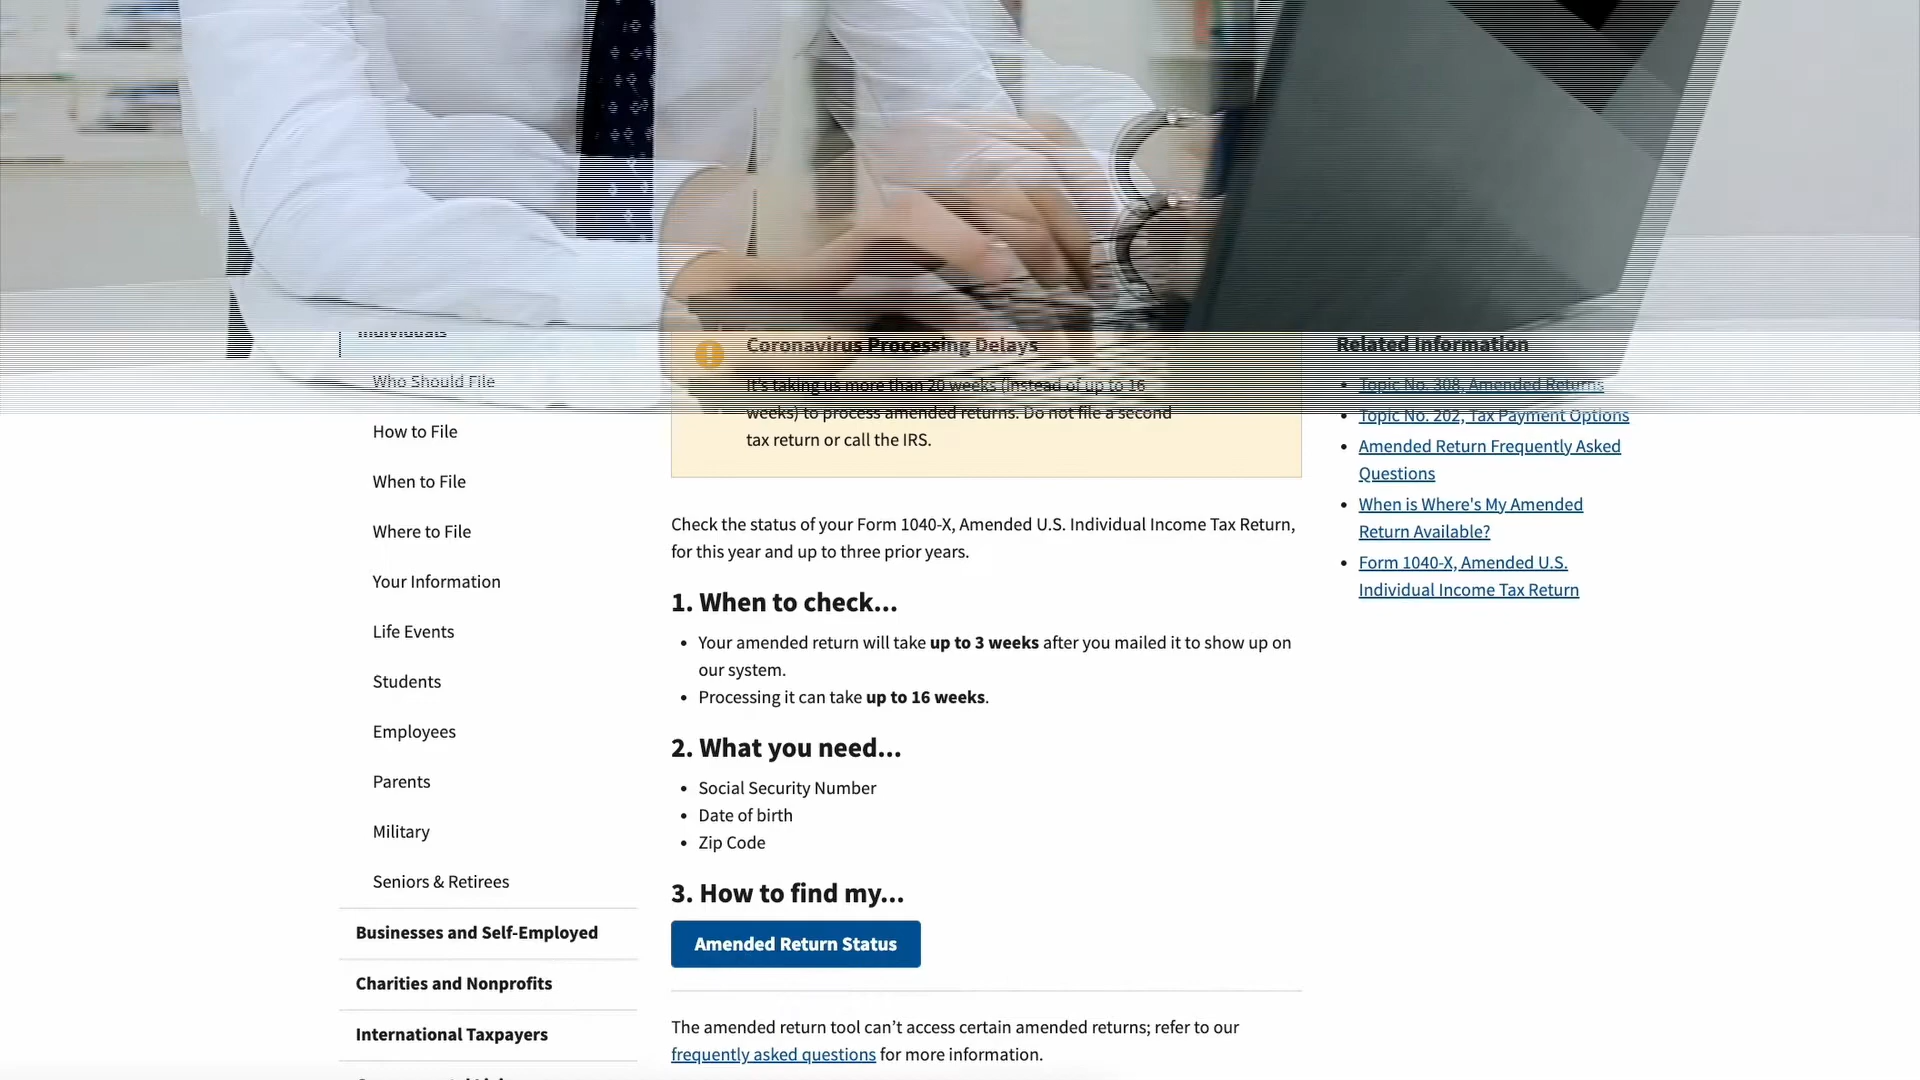 Individuals
Who Should File
How to File
When to File
Where to File
Your Information
Life Events
Students
Employees
Parents
Military
Seniors & Retirees
Businesses and Self-Employed
Charities and Nonprofits
International Taxpayers
Coronavirus Processing Delays
It's taking us more than 20 weeks (instead of up to 16
weeks) to process amended returns. Do not file a second
tax return or call the IRS.
Check the status of your Form 1040-X, Amended U.S. Individual Income Tax Return,
for this year and up to three prior years.
1. When to check...
• Your amended return will take up to 3 weeks after you mailed it to show up on
our system.
• Processing it can take up to 16 weeks.
2. What you need...
• Social Security Number
• Date of birth
• Zip Code
3. How to find my...
Amended Return Status
The amended return tool can’t access certain amended returns; refer to our
frequently asked questions for more information.
Related Information
• Topic No. 308, Amended Returns
• Topic No. 202, Tax Payment Options
• Amended Return Frequently Asked
Questions
• When is Where's My Amended
Return Available?
• Form 1040-X, Amended U.S.
Individual Income Tax Return